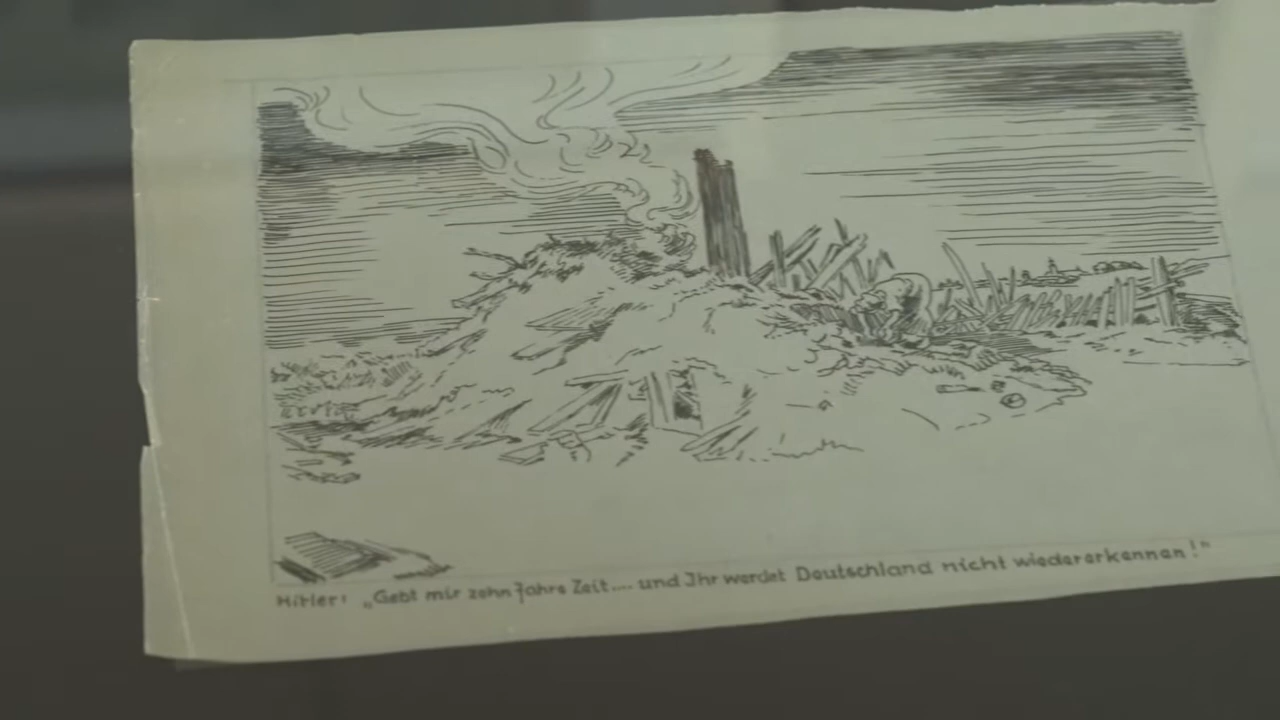 Hitler: „Gebt mir zehn Jahre Zeit.... und Ihr werdet Deutschland nicht wiedererkennen!"